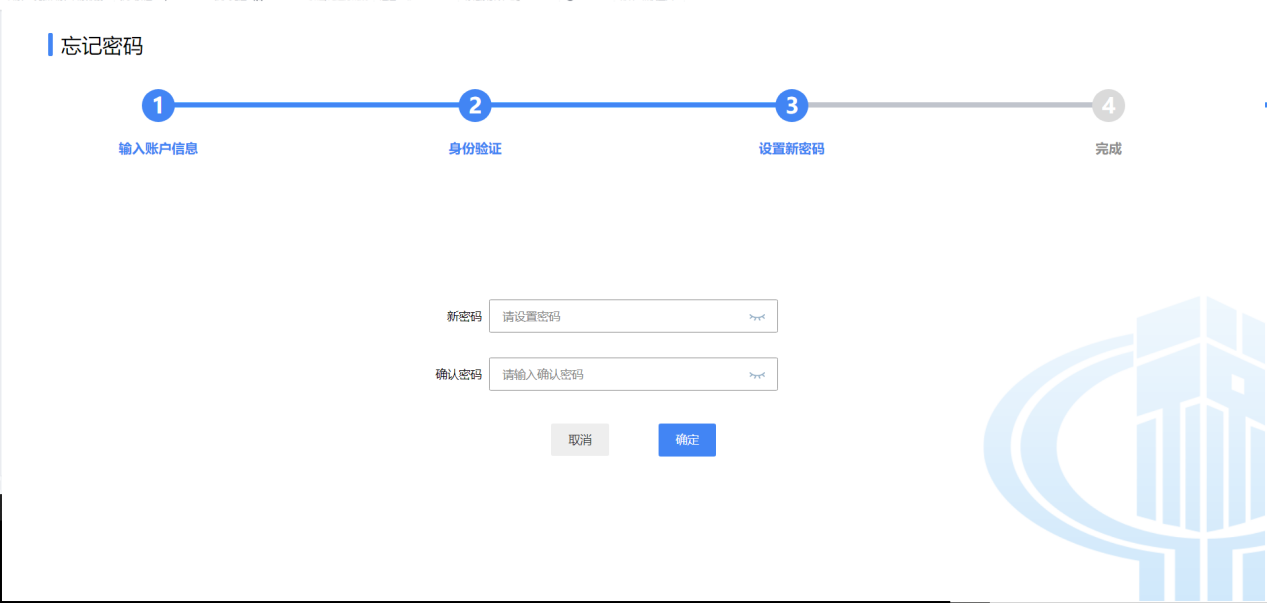 忘记密码
1 2 3 4
输入账户信息 身份验证 设置新密码 完成
新密码 请设置密码
确认密码 请输入确认密码
取消 确定